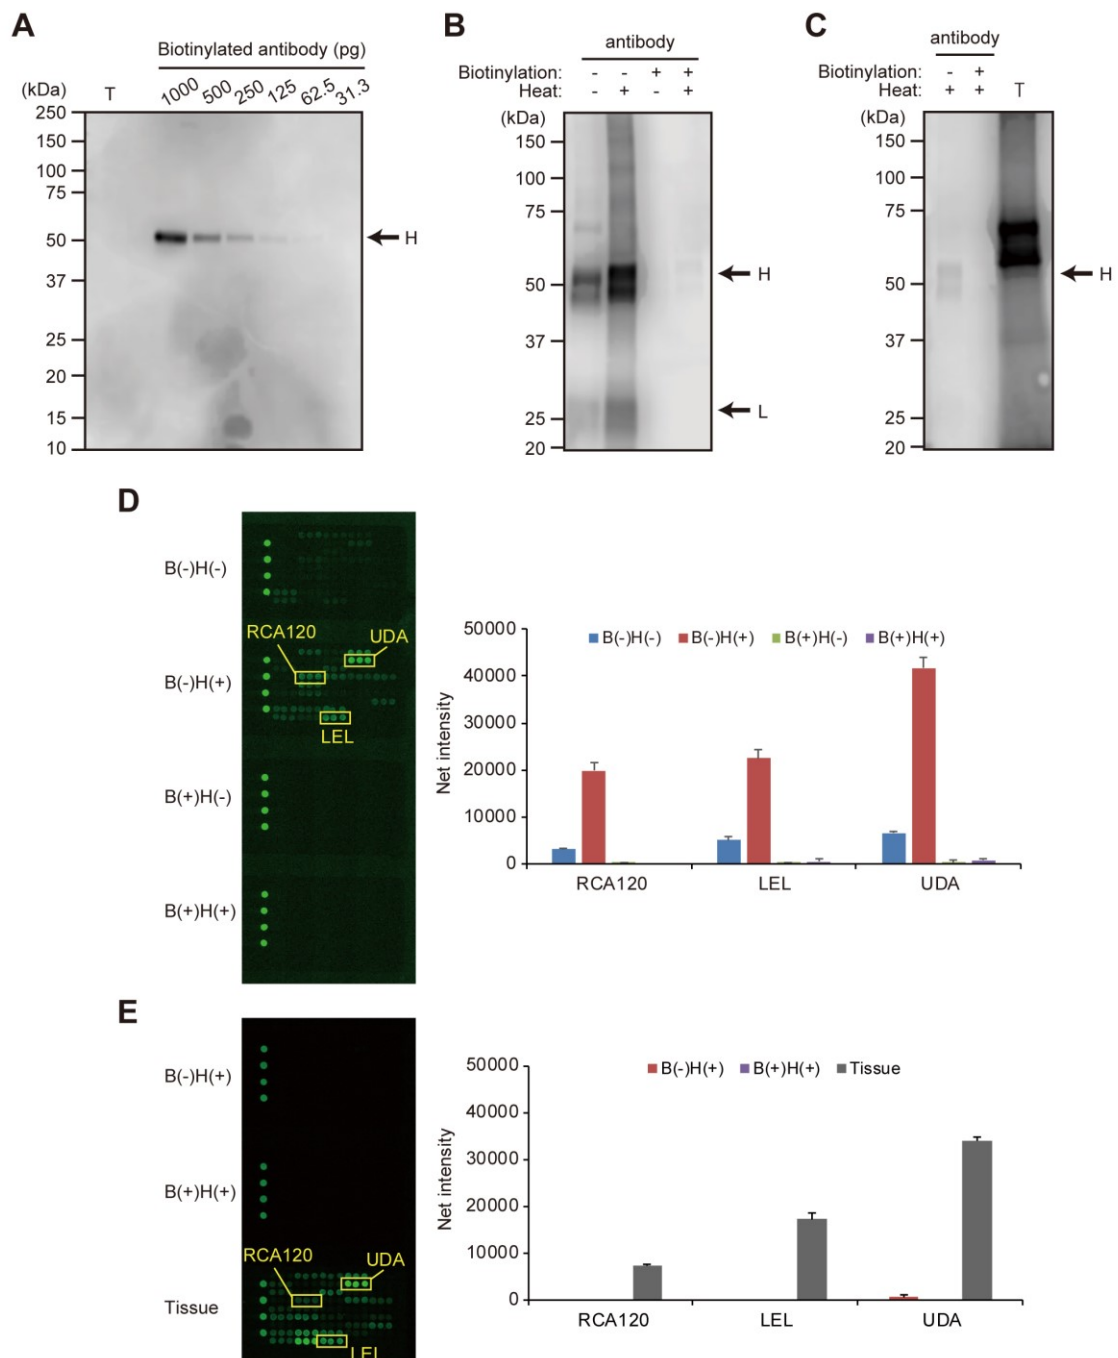 A
Biotinylated antibody (pg)
(kDa) T 1000 500 250 125 62.5 31.3
250
150
100
75
50
37
25
20
15
10
H
B
antibody
Biotinylation: - - + +
Heat: - + - +
(kDa)
150
100
75
50
37
25
20
H
L
C
antibody
Biotinylation: - +
Heat: + + T
(kDa)
150
100
75
50
37
25
20
H
D
B(-)H(-)
B(-)H(+)
B(+)H(-)
B(+)H(+)
RCA120
UDA
LEL
B(-)H(-) B(-)H(+) B(+)H(-) B(+)H(+)
Net intensity
50000
40000
30000
20000
10000
0
RCA120 LEL UDA
E
B(-)H(+)
B(+)H(+)
Tissue
RCA120
UDA
LEL
B(-)H(+) B(+)H(+) Tissue
Net intensity
50000
40000
30000
20000
10000
0
RCA120 LEL UDA